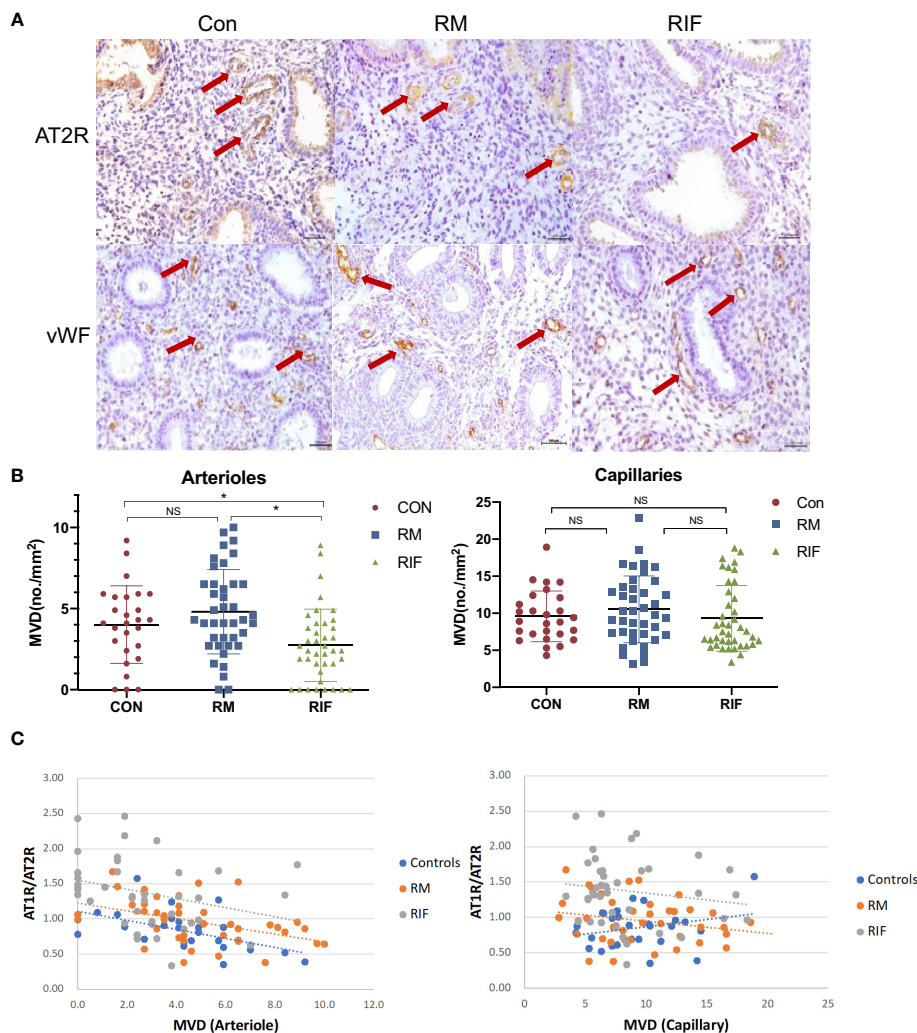 A
Con RM RIF
AT2R
vWF
B
Arterioles
MVD(no./mm²)
10
5
0
* 
NS *
CON RM RIF
CON
RM
RIF
Capillaries
MVD(no./mm²)
25
20
15
10
5
0
NS
NS NS
CON RM RIF
Con
RM
RIF
C
AT1R/AT2R
3.00
2.50
2.00
1.50
1.00
0.50
0.00
0.0 2.0 4.0 6.0 8.0 10.0 12.0
MVD (Arteriole)
Controls
RM
RIF
AT1R/AT2R
3.00
2.50
2.00
1.50
1.00
0.50
0.00
0 5 10 15 20 25
MVD (Capillary)
Controls
RM
RIF